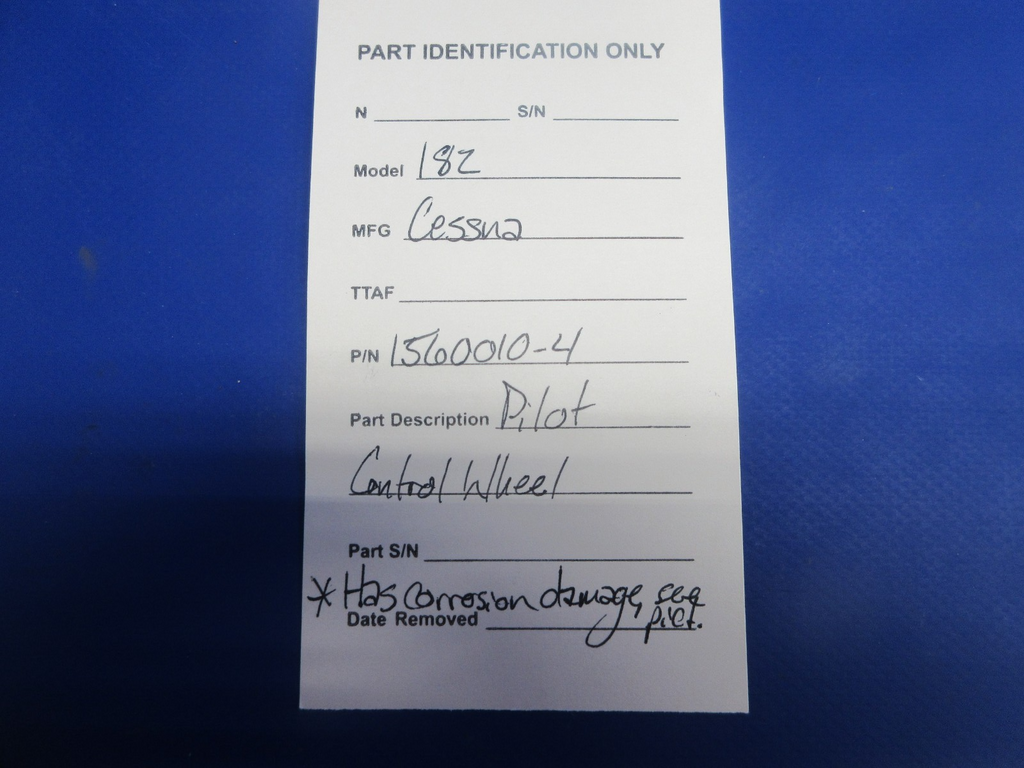 PART IDENTIFICATION ONLY
N S/N
Model 182
MFG Cessna
TTAF
P/N 1560010-4
Part Description Pilot
Control Wheel
Part S/N
* Has corrosion damage, see
Date Removed pict.